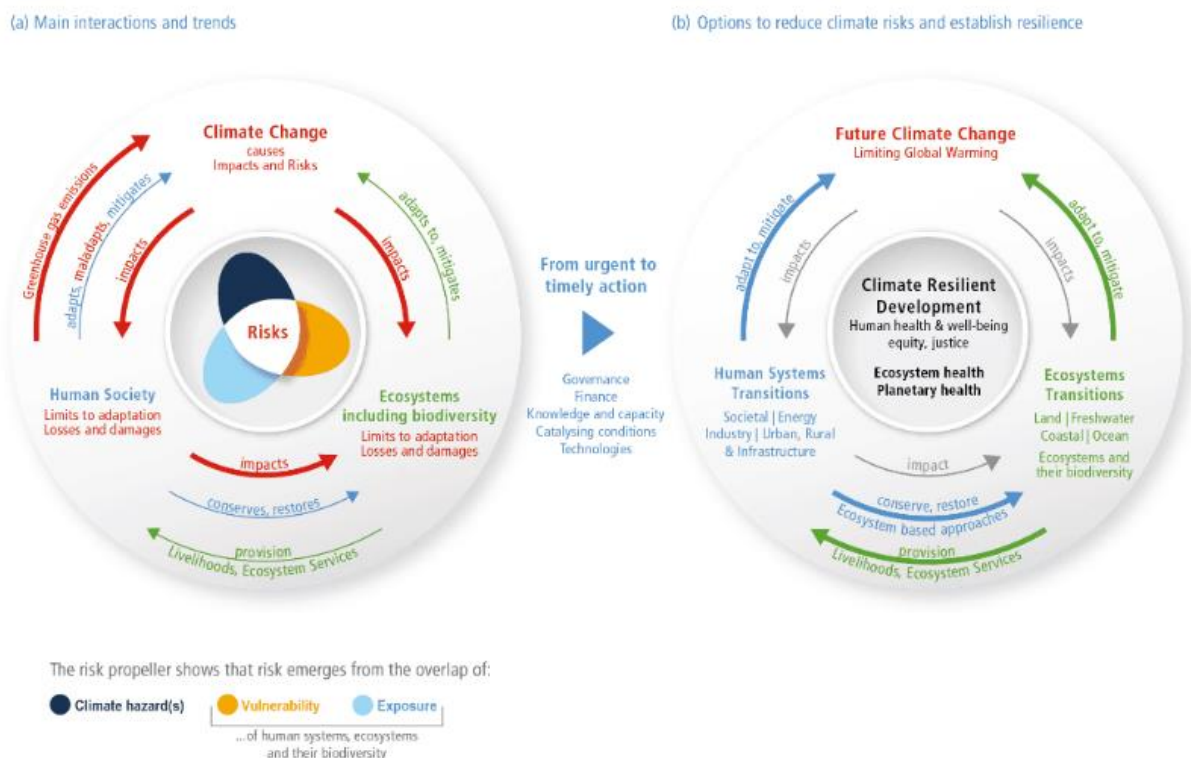 (a) Main interactions and trends
(b) Options to reduce climate risks and establish resilience
Climate Change
causes
Impacts and Risks
Greenhouse gas emissions
adapts, maladapts, mitigates
impacts
impacts
adapts to, mitigates
Risks
Human Society
Limits to adaptation
Losses and damages
Ecosystems
including biodiversity
Limits to adaptation
Losses and damages
impacts
conserves, restores
provision
Livelihoods, Ecosystem Services
From urgent to
timely action
Governance
Finance
Knowledge and capacity
Catalysing conditions
Technologies
Future Climate Change
Limiting Global Warming
adapt to, mitigate
impacts
impacts
adapt to, mitigate
Climate Resilient
Development
Human health & well-being
equity, justice
Ecosystem health
Planetary health
Human Systems
Transitions
Societal | Energy
Industry | Urban, Rural
& Infrastructure
Ecosystems
Transitions
Land | Freshwater
Coastal | Ocean
Ecosystems and
their biodiversity
impact
conserve, restore
Ecosystem based approaches
provision
Livelihoods, Ecosystem Services
The risk propeller shows that risk emerges from the overlap of:
Climate hazard(s)
Vulnerability
Exposure
...of human systems, ecosystems
and their biodiversity